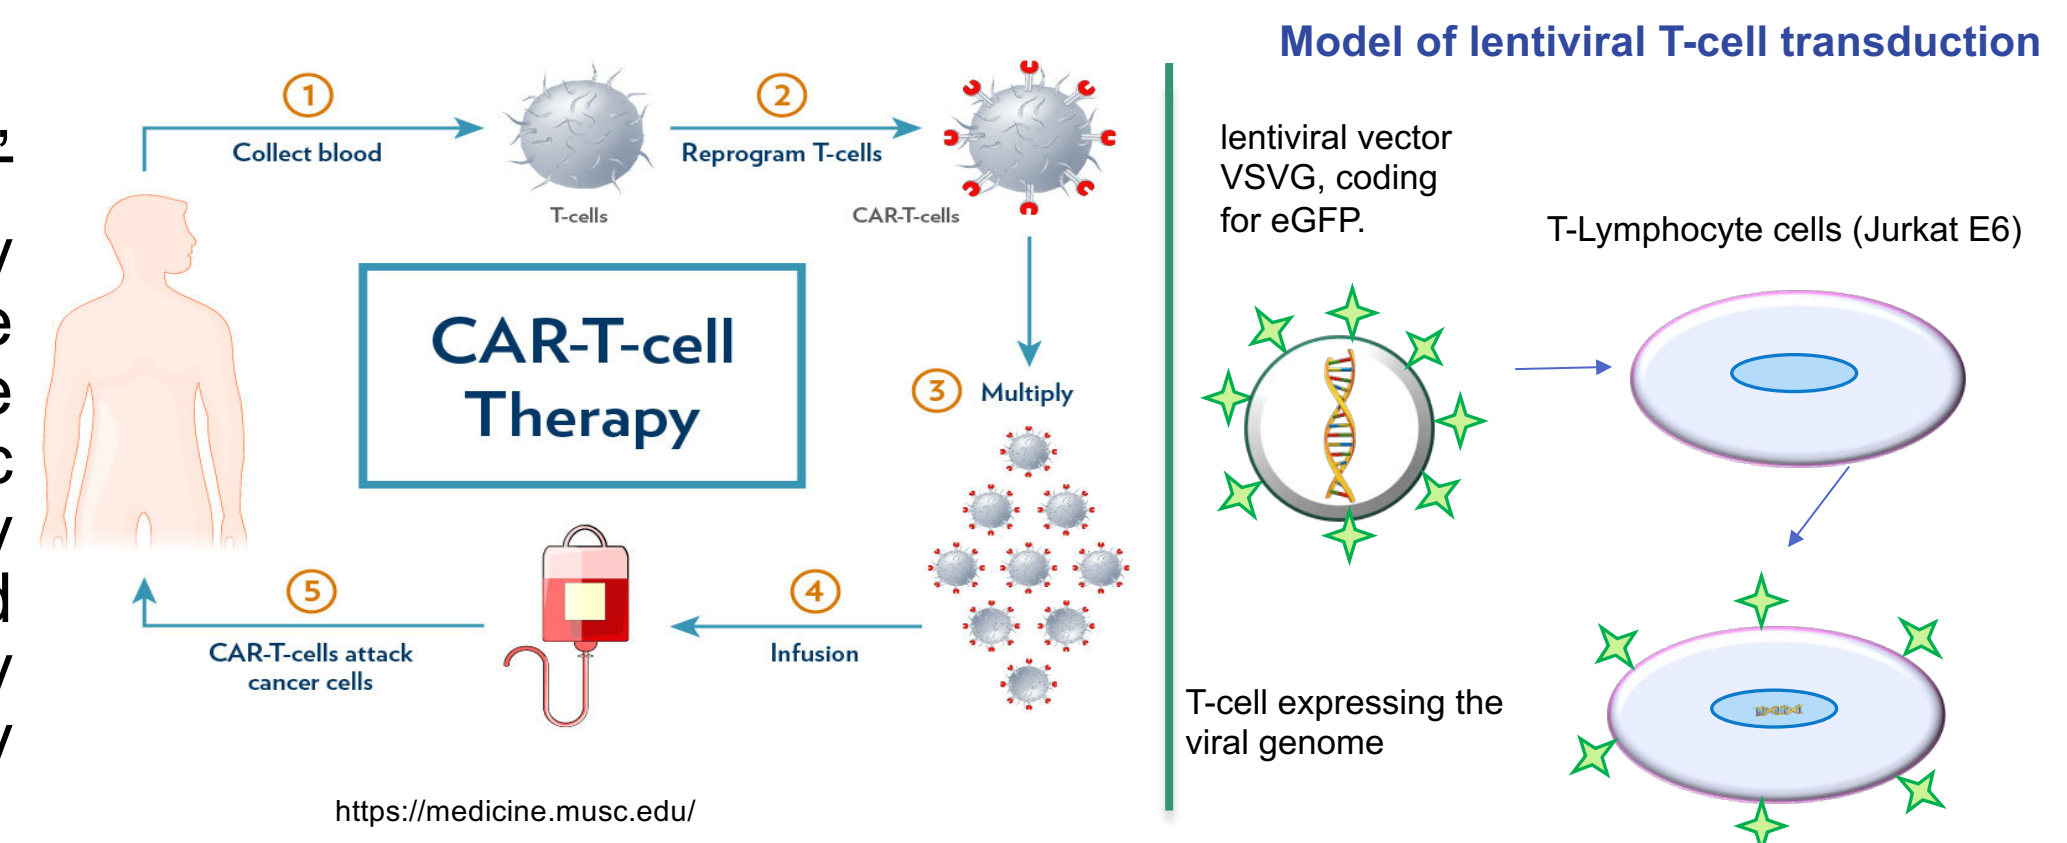 Model of lentiviral T-cell transduction
1
Collect blood
2
Reprogram T-cells
T-cells
CAR-T-cells
CAR-T-cell
Therapy
3
Multiply
4
Infusion
5
CAR-T-cells attack
cancer cells
https://medicine.musc.edu/
lentiviral vector
VSVG, coding
for eGFP.
T-Lymphocyte cells (Jurkat E6)
T-cell expressing the
viral genome